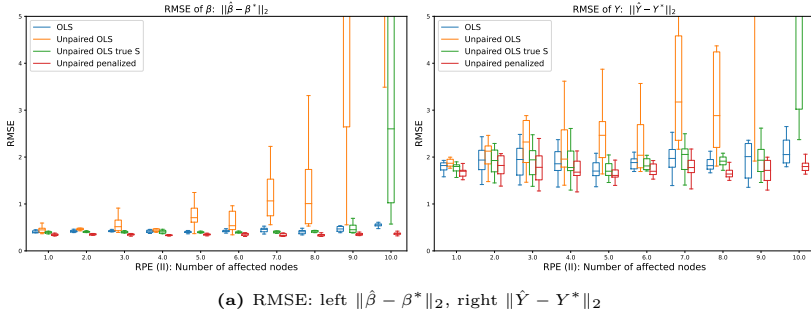 RMSE of β: ||β̂ − β*||₂
RMSE
5
4
3
2
1
0
OLS
Unpaired OLS
Unpaired OLS true S
Unpaired penalized
1.0 2.0 3.0 4.0 5.0 6.0 7.0 8.0 9.0 10.0
RPE (II): Number of affected nodes
RMSE of Y: ||Ŷ − Y*||₂
RMSE
5
4
3
2
1
0
OLS
Unpaired OLS
Unpaired OLS true S
Unpaired penalized
1.0 2.0 3.0 4.0 5.0 6.0 7.0 8.0 9.0 10.0
RPE (II): Number of affected nodes
(a) RMSE: left ‖β̂ − β*‖₂, right ‖Ŷ − Y*‖₂